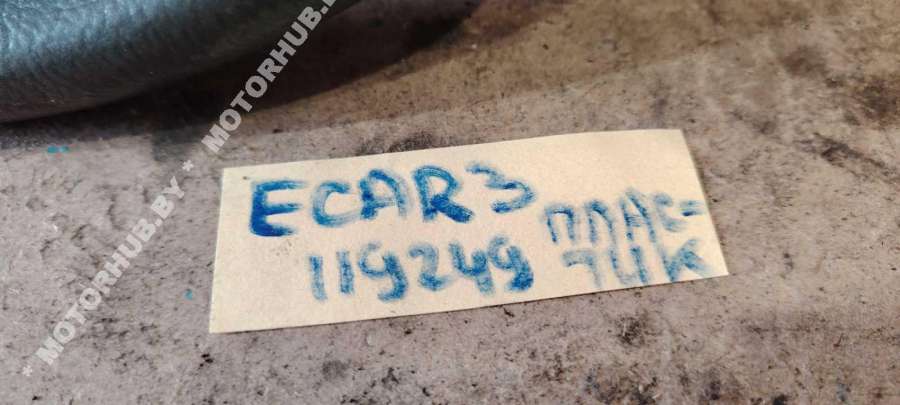 ECAR3
119249
ПЛАС-
ТИК
* MOTORHUB.BY * MOTORHUB.BY